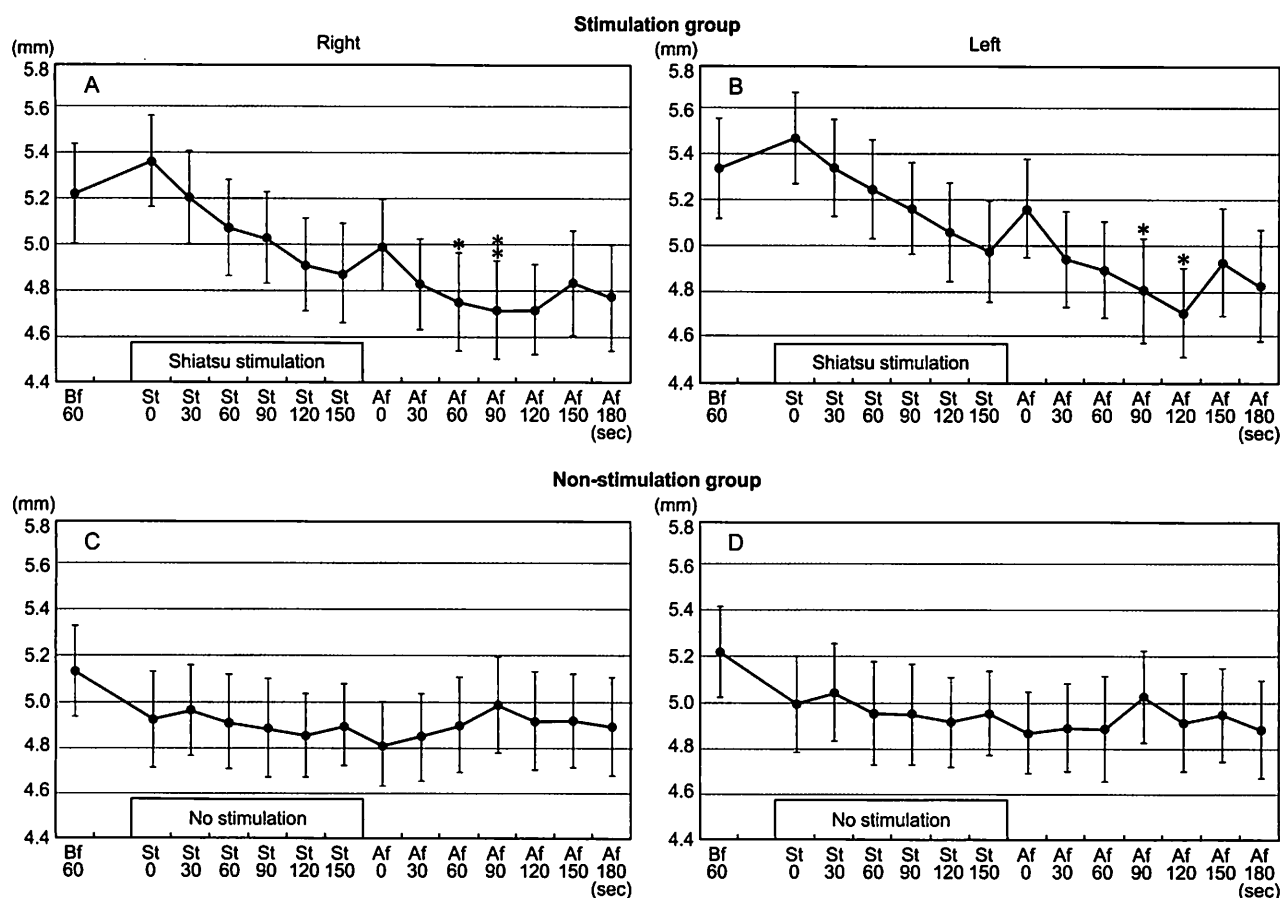 Stimulation group
Right
Left
(mm)
(mm)
5.8
5.6
5.4
5.2
5.0
4.8
4.6
4.4
A
*
**
Shiatsu stimulation
Bf St St St St St St Af Af Af Af Af Af Af
60 0 30 60 90 120 150 0 30 60 90 120 150 180
(sec)
5.8
5.6
5.4
5.2
5.0
4.8
4.6
4.4
B
*
*
Shiatsu stimulation
Bf St St St St St St Af Af Af Af Af Af Af
60 0 30 60 90 120 150 0 30 60 90 120 150 180
(sec)
Non-stimulation group
(mm)
(mm)
5.8
5.6
5.4
5.2
5.0
4.8
4.6
4.4
C
No stimulation
Bf St St St St St St Af Af Af Af Af Af Af
60 0 30 60 90 120 150 0 30 60 90 120 150 180
(sec)
5.8
5.6
5.4
5.2
5.0
4.8
4.6
4.4
D
No stimulation
Bf St St St St St St Af Af Af Af Af Af Af
60 0 30 60 90 120 150 0 30 60 90 120 150 180
(sec)